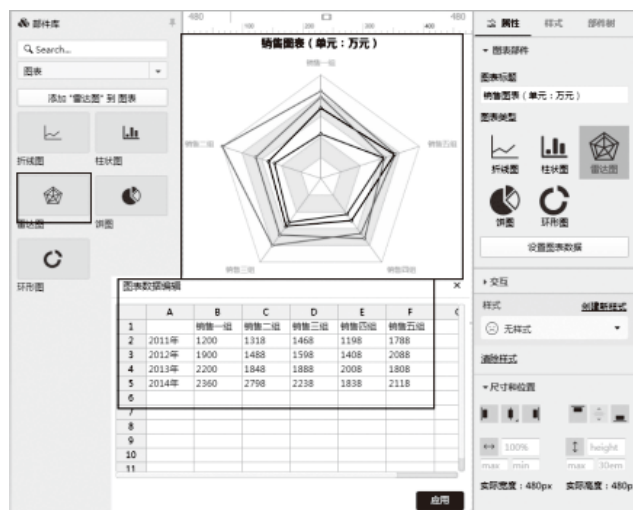 部件库
Search...
图表
添加 "雷达图" 到 图表
折线图
柱状图
雷达图
饼图
环形图
480
480
100
200
300
400
销售图表（单元：万元）
销售一组
销售二组
销售五组
销售三组
销售四组
图表数据编辑
×
A B C D E F
1 销售一组 销售二组 销售三组 销售四组 销售五组
2 2011年 1200 1318 1468 1198 1788
3 2012年 1900 1488 1598 1408 2088
4 2013年 2200 1848 1888 2008 1808
5 2014年 2360 2798 2238 1838 2118
6
7
8
9
10
11
应用
属性 样式 部件树
图表部件
图表标题
销售图表（单元：万元）
图表类型
折线图 柱状图 雷达图
饼图 环形图
设置图表数据
交互
样式 创建新样式
无样式
清除样式
尺寸和位置
100% height
max min max 30em
实际宽度：480px 实际高度：480px